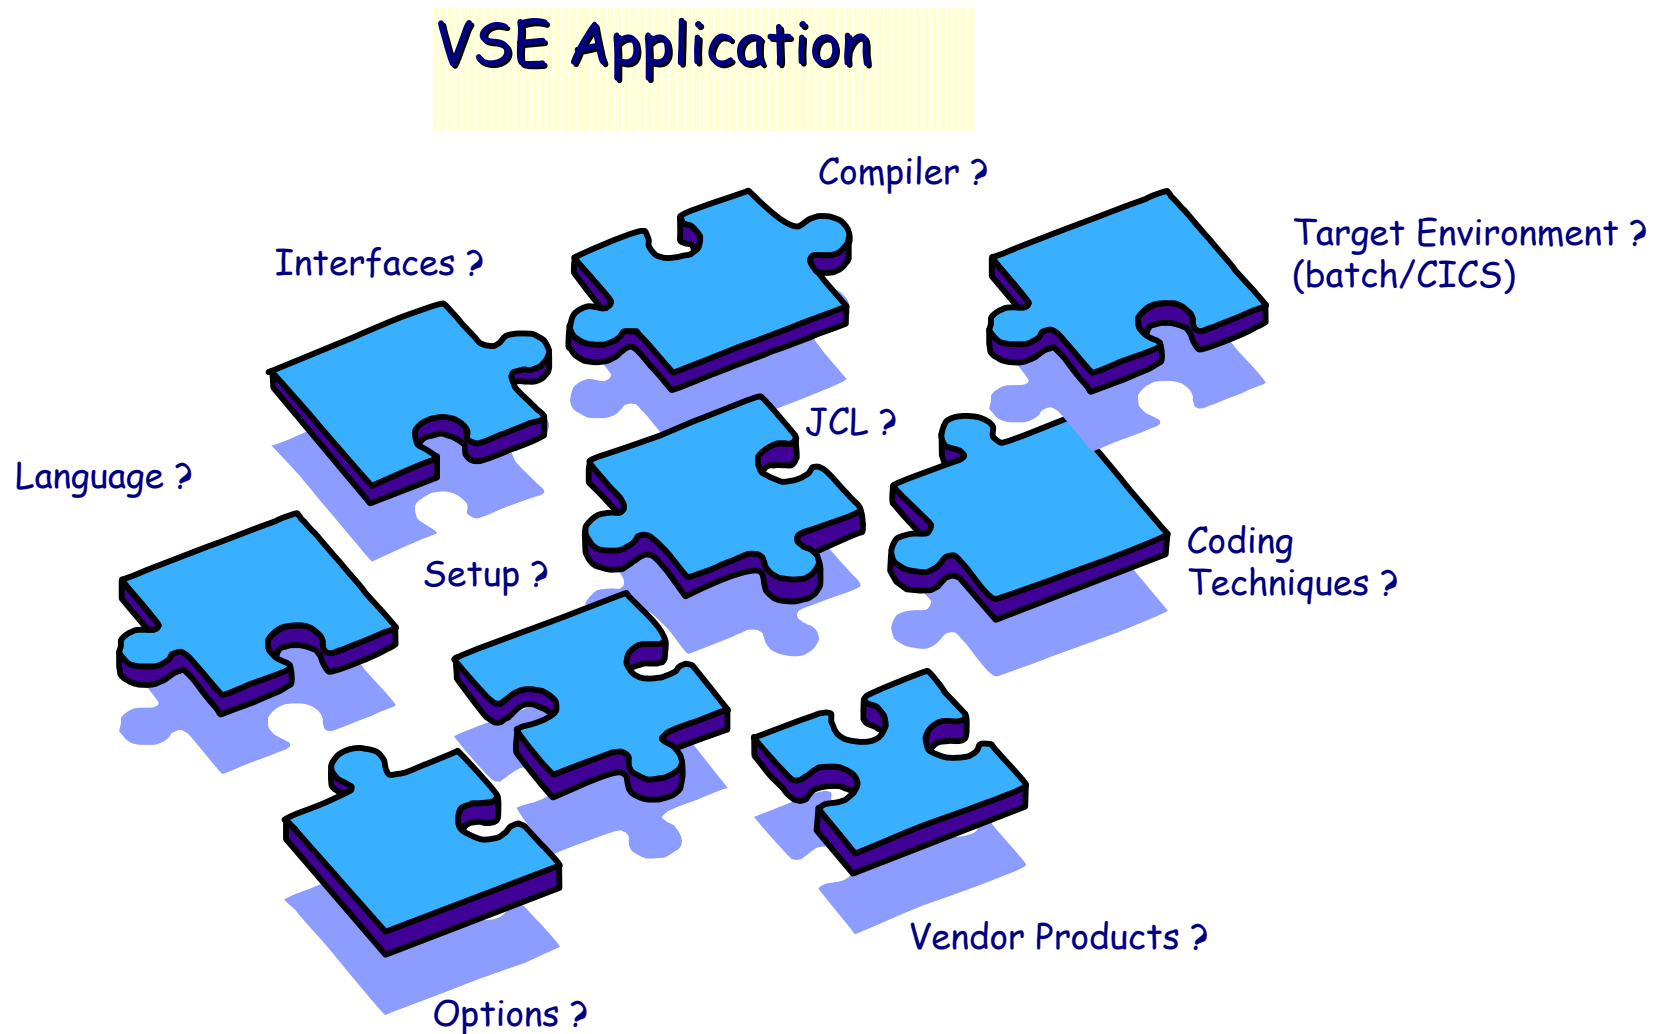 VSE Application
Compiler ?
Target Environment ?
(batch/CICS)
Interfaces ?
JCL ?
Language ?
Coding
Techniques ?
Setup ?
Vendor Products ?
Options ?